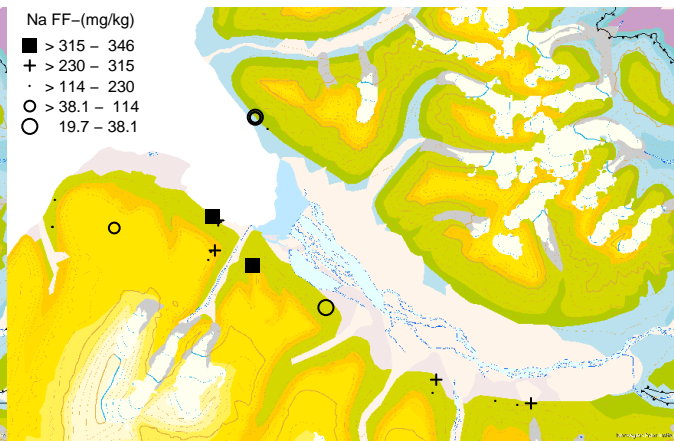 Na FF−(mg/kg)
> 315 − 346
> 230 − 315
> 114 − 230
> 38.1 − 114
19.7 − 38.1